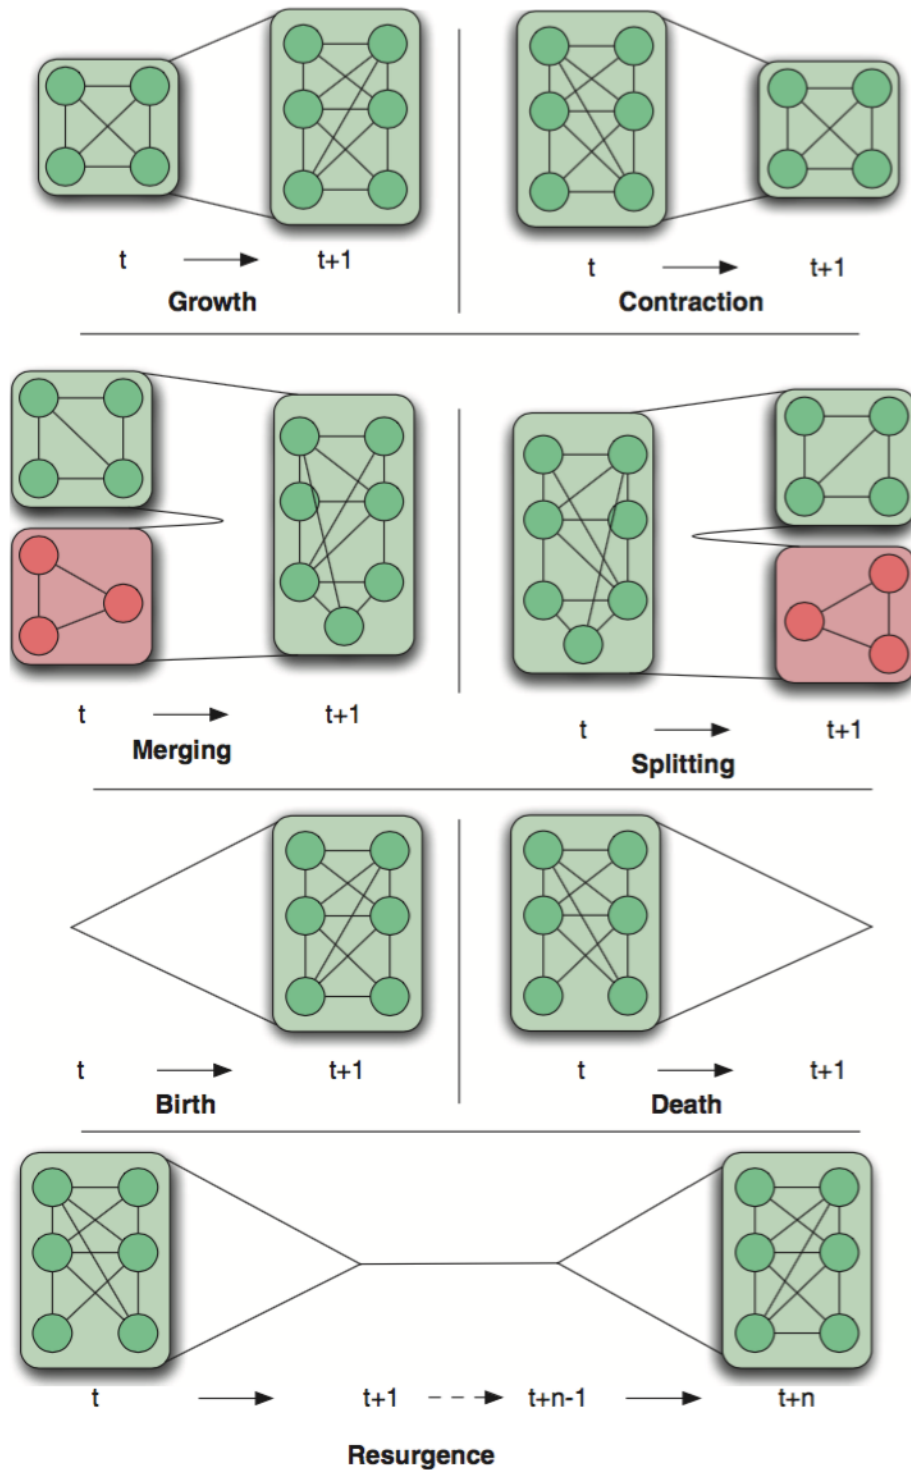 t t+1
Growth
t t+1
Contraction
t t+1
Merging
t t+1
Splitting
t t+1
Birth
t t+1
Death
t t+1 t+n-1 t+n
Resurgence